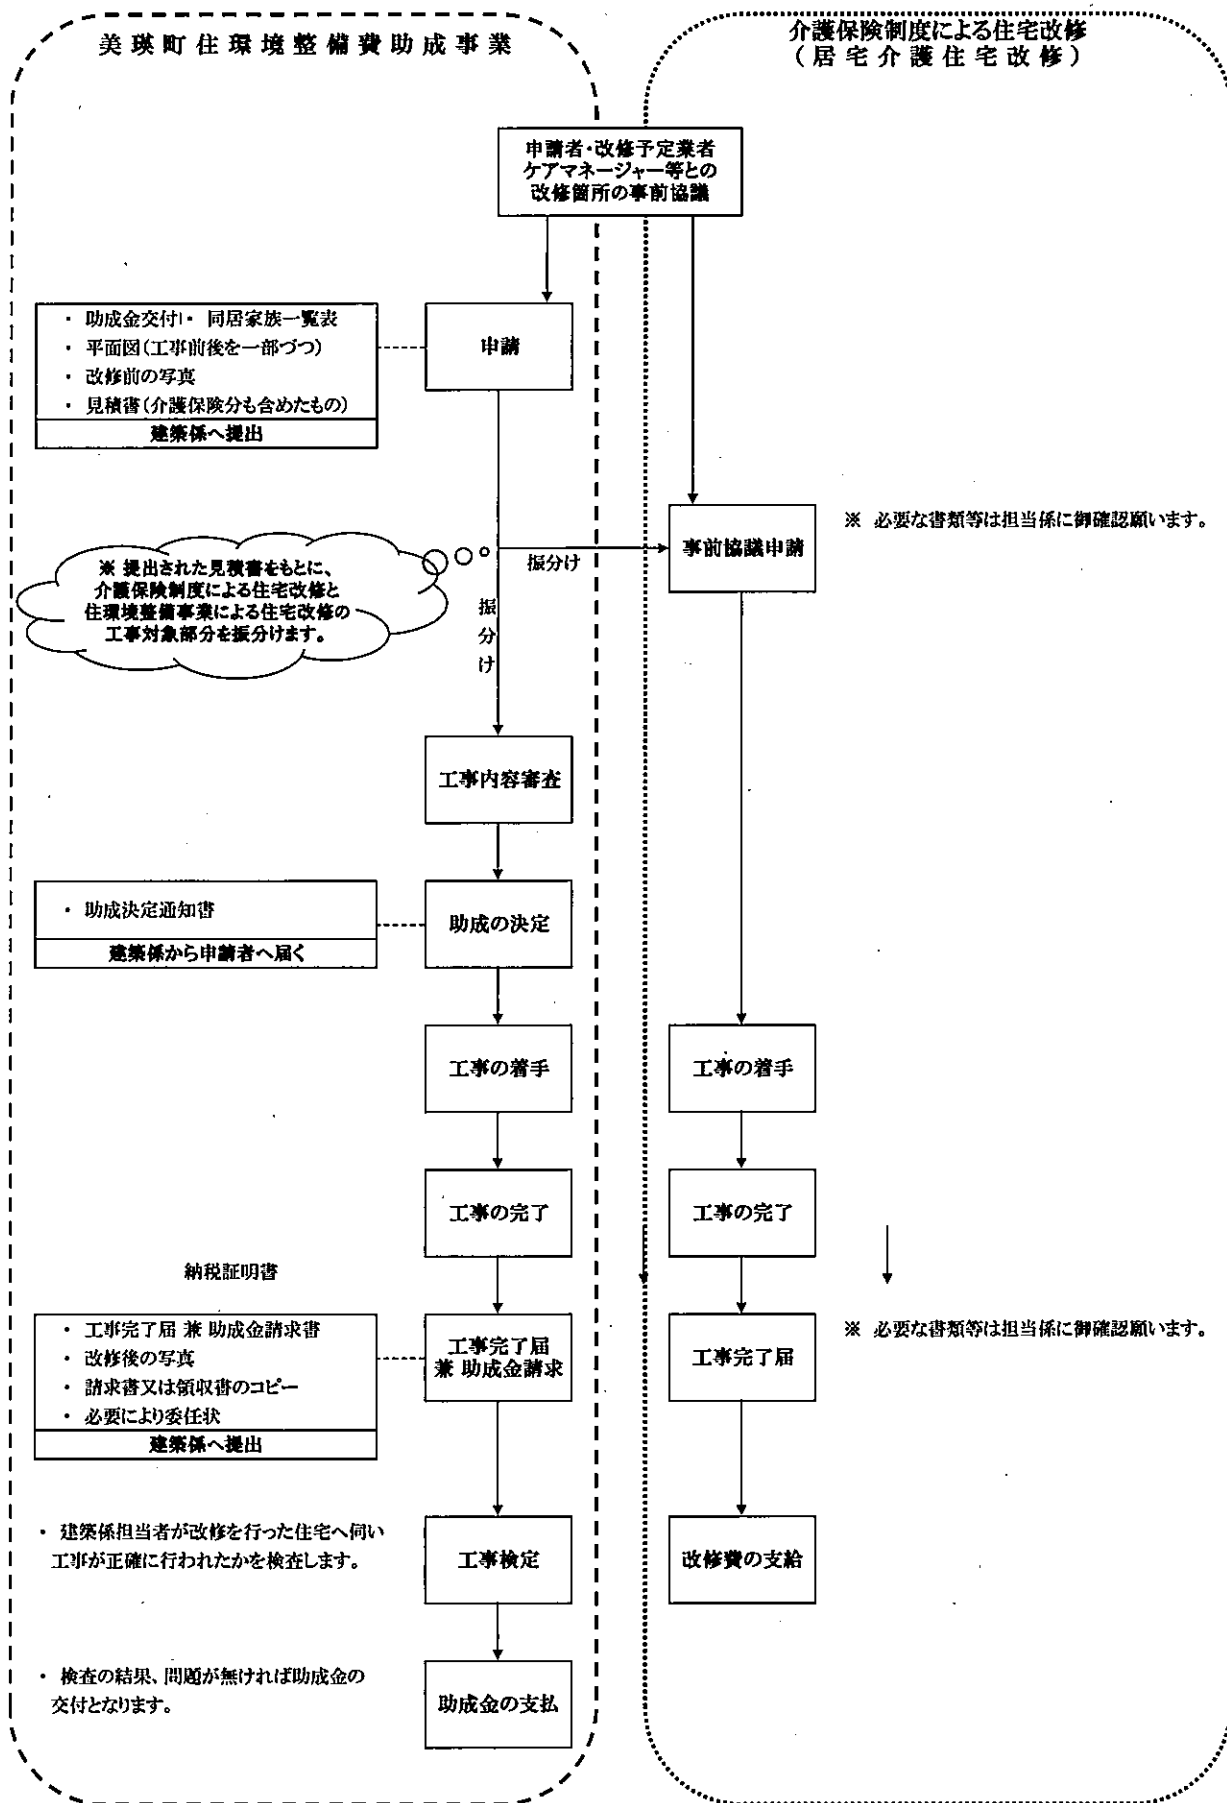 美瑛町住環境整備費助成事業
介護保険制度による住宅改修
(居宅介護住宅改修)
申請者・改修予定業者
ケアマネージャー等との
改修箇所の事前協議
・ 助成金交付・ 同居家族一覧表
・ 平面図(工事前後を一部づつ)
・ 改修前の写真
・ 見積書(介護保険分も含めたもの)
建築係へ提出
申請
※ 提出された見積書をもとに、
介護保険制度による住宅改修と
住環境整備事業による住宅改修の
工事対象部分を振分けます。
振分け
振分け
事前協議申請
※ 必要な書類等は担当係に御確認願います。
工事内容審査
・ 助成決定通知書
建築係から申請者へ届く
助成の決定
工事の着手
工事の着手
工事の完了
工事の完了
納税証明書
・ 工事完了届 兼 助成金請求書
・ 改修後の写真
・ 請求書又は領収書のコピー
・ 必要により委任状
建築係へ提出
工事完了届
兼 助成金請求
工事完了届
※ 必要な書類等は担当係に御確認願います。
・ 建築係担当者が改修を行った住宅へ伺い
工事が正確に行われたかを検査します。
工事検定
改修費の支給
・ 検査の結果、問題が無ければ助成金の
交付となります。
助成金の支払